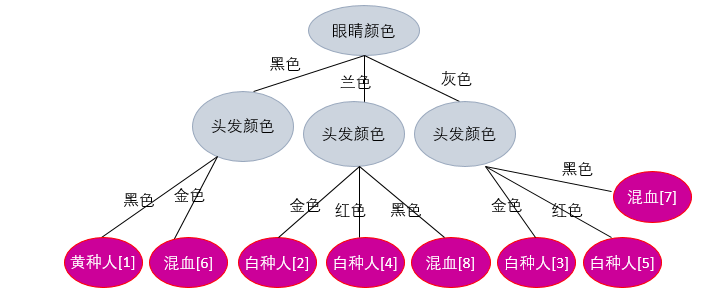 眼睛颜色
黑色
兰色
灰色
头发颜色
头发颜色
头发颜色
黑色
金色
金色
红色
黑色
金色
红色
黑色
混血[7]
黄种人[1]
混血[6]
白种人[2]
白种人[4]
混血[8]
白种人[3]
白种人[5]